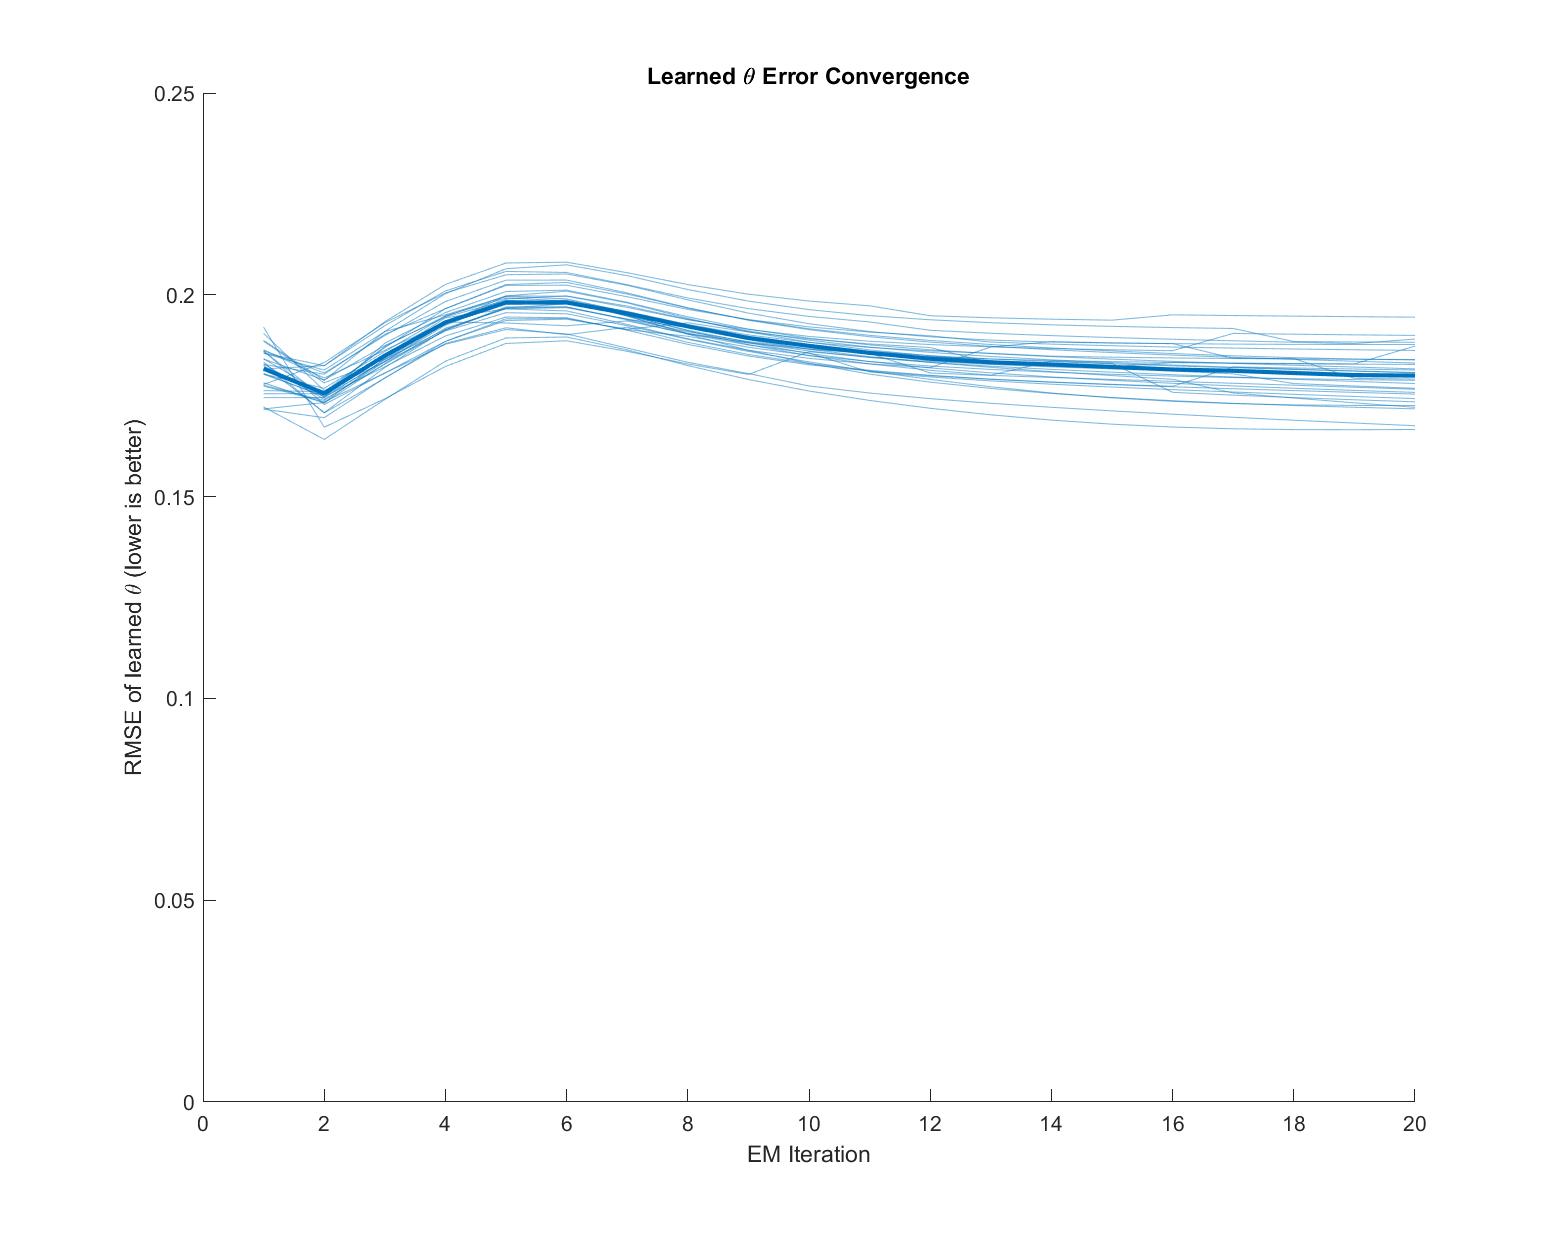 Learned θ Error Convergence
0.25
0.2
0.15
0.1
0.05
0
RMSE of learned θ (lower is better)
0 2 4 6 8 10 12 14 16 18 20
EM Iteration